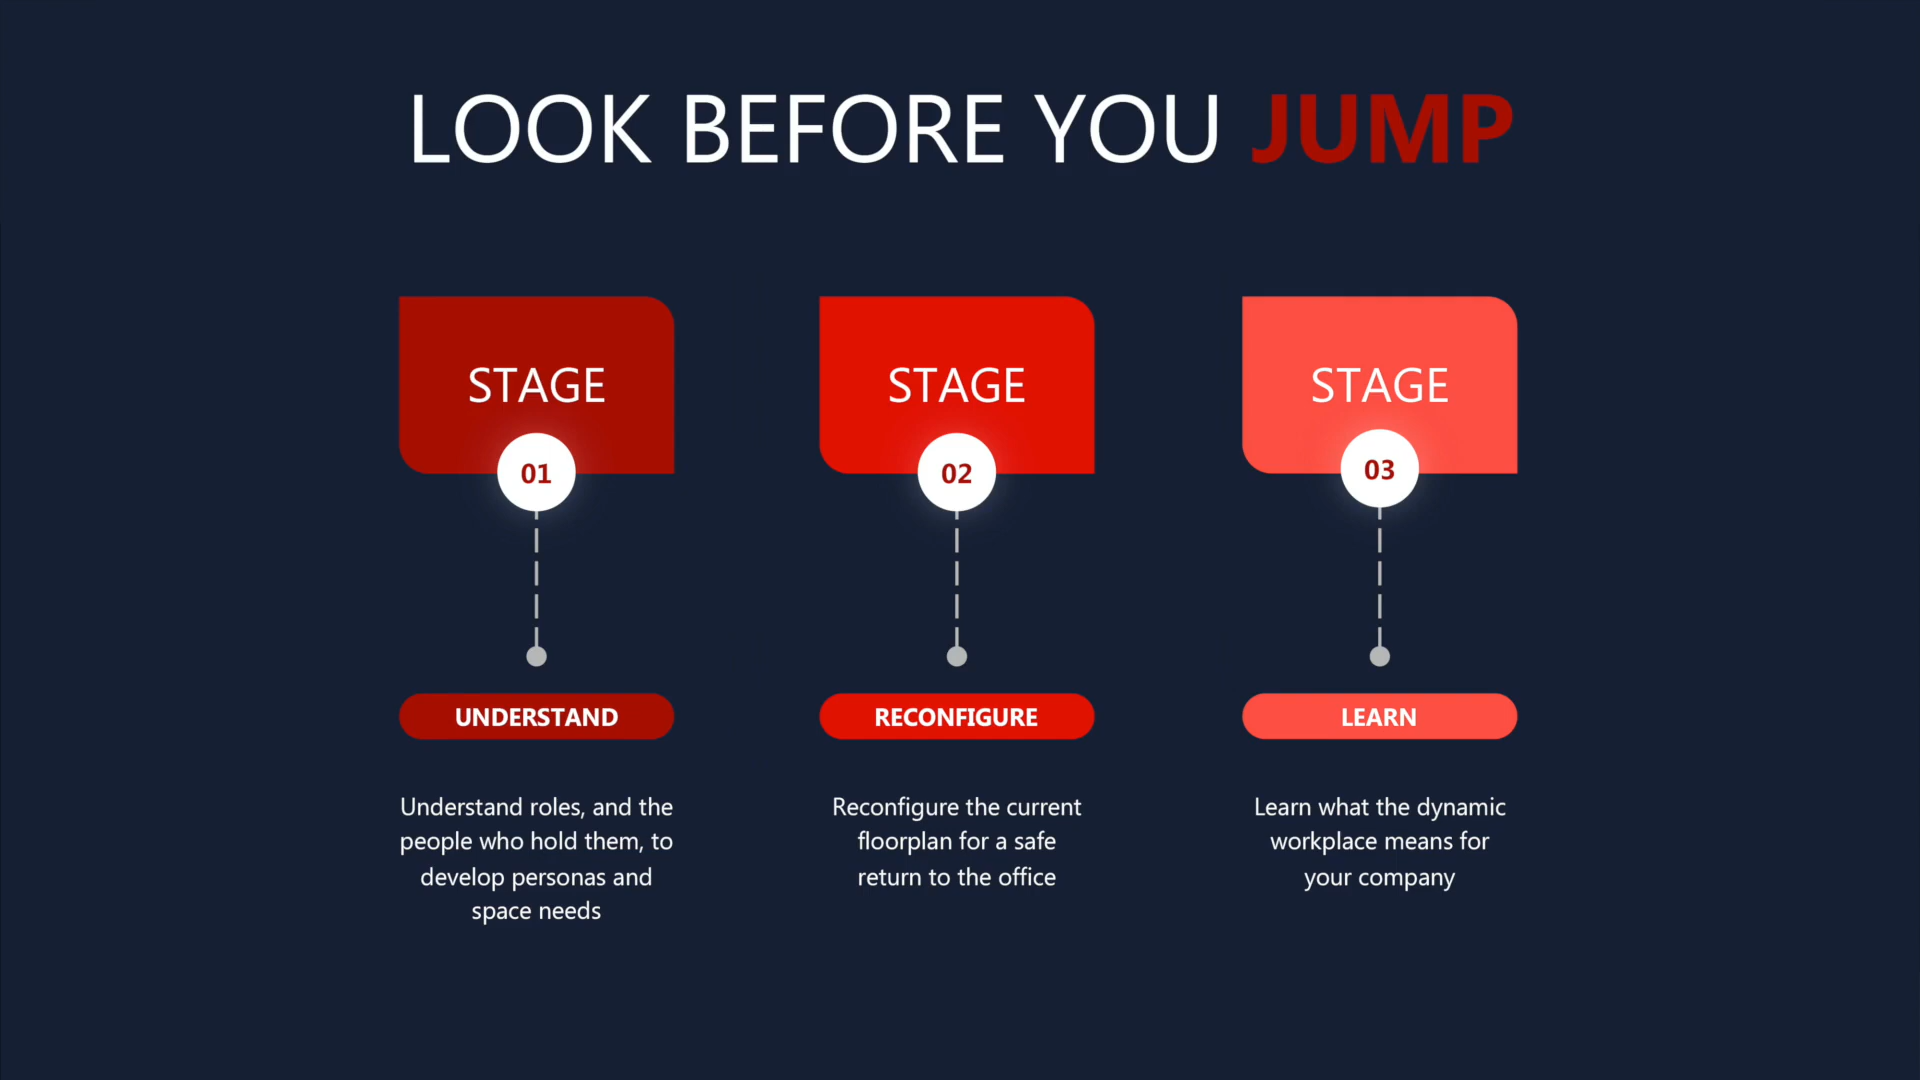 LOOK BEFORE YOU JUMP
STAGE
01
UNDERSTAND
Understand roles, and the
people who hold them, to
develop personas and
space needs
STAGE
02
RECONFIGURE
Reconfigure the current
floorplan for a safe
return to the office
STAGE
03
LEARN
Learn what the dynamic
workplace means for
your company